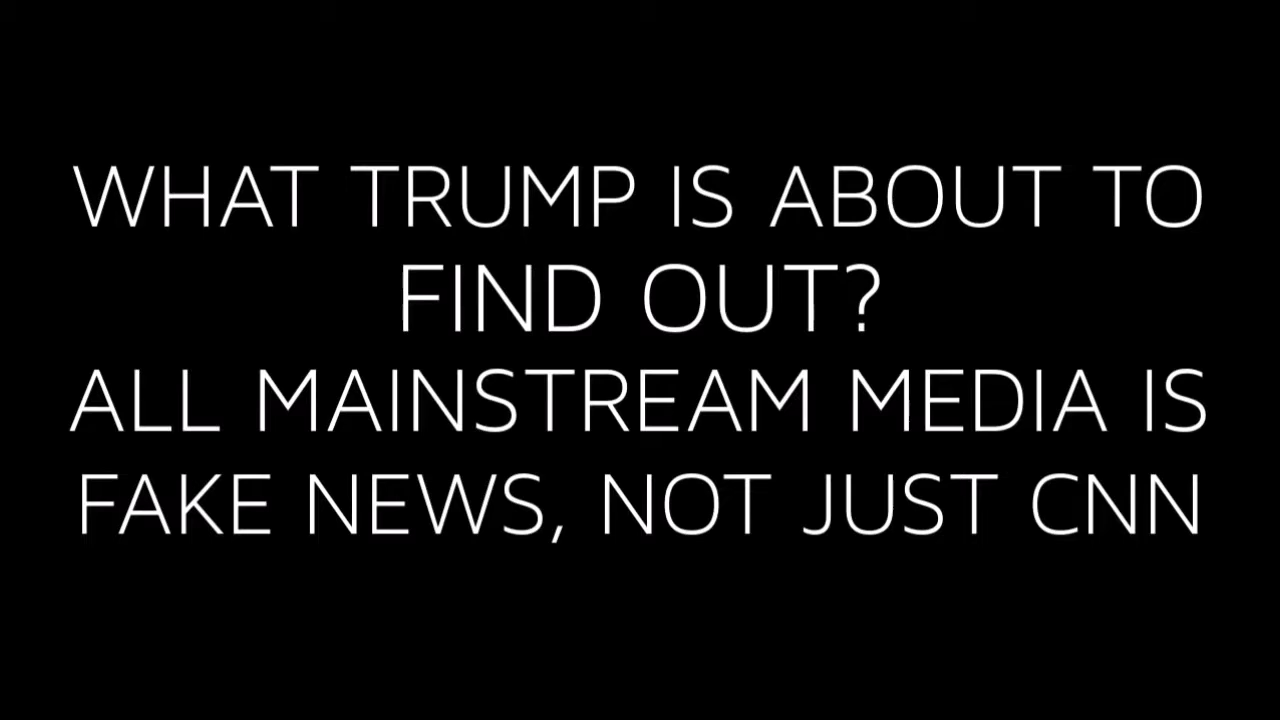 WHAT TRUMP IS ABOUT TO
FIND OUT?
ALL MAINSTREAM MEDIA IS
FAKE NEWS, NOT JUST CNN